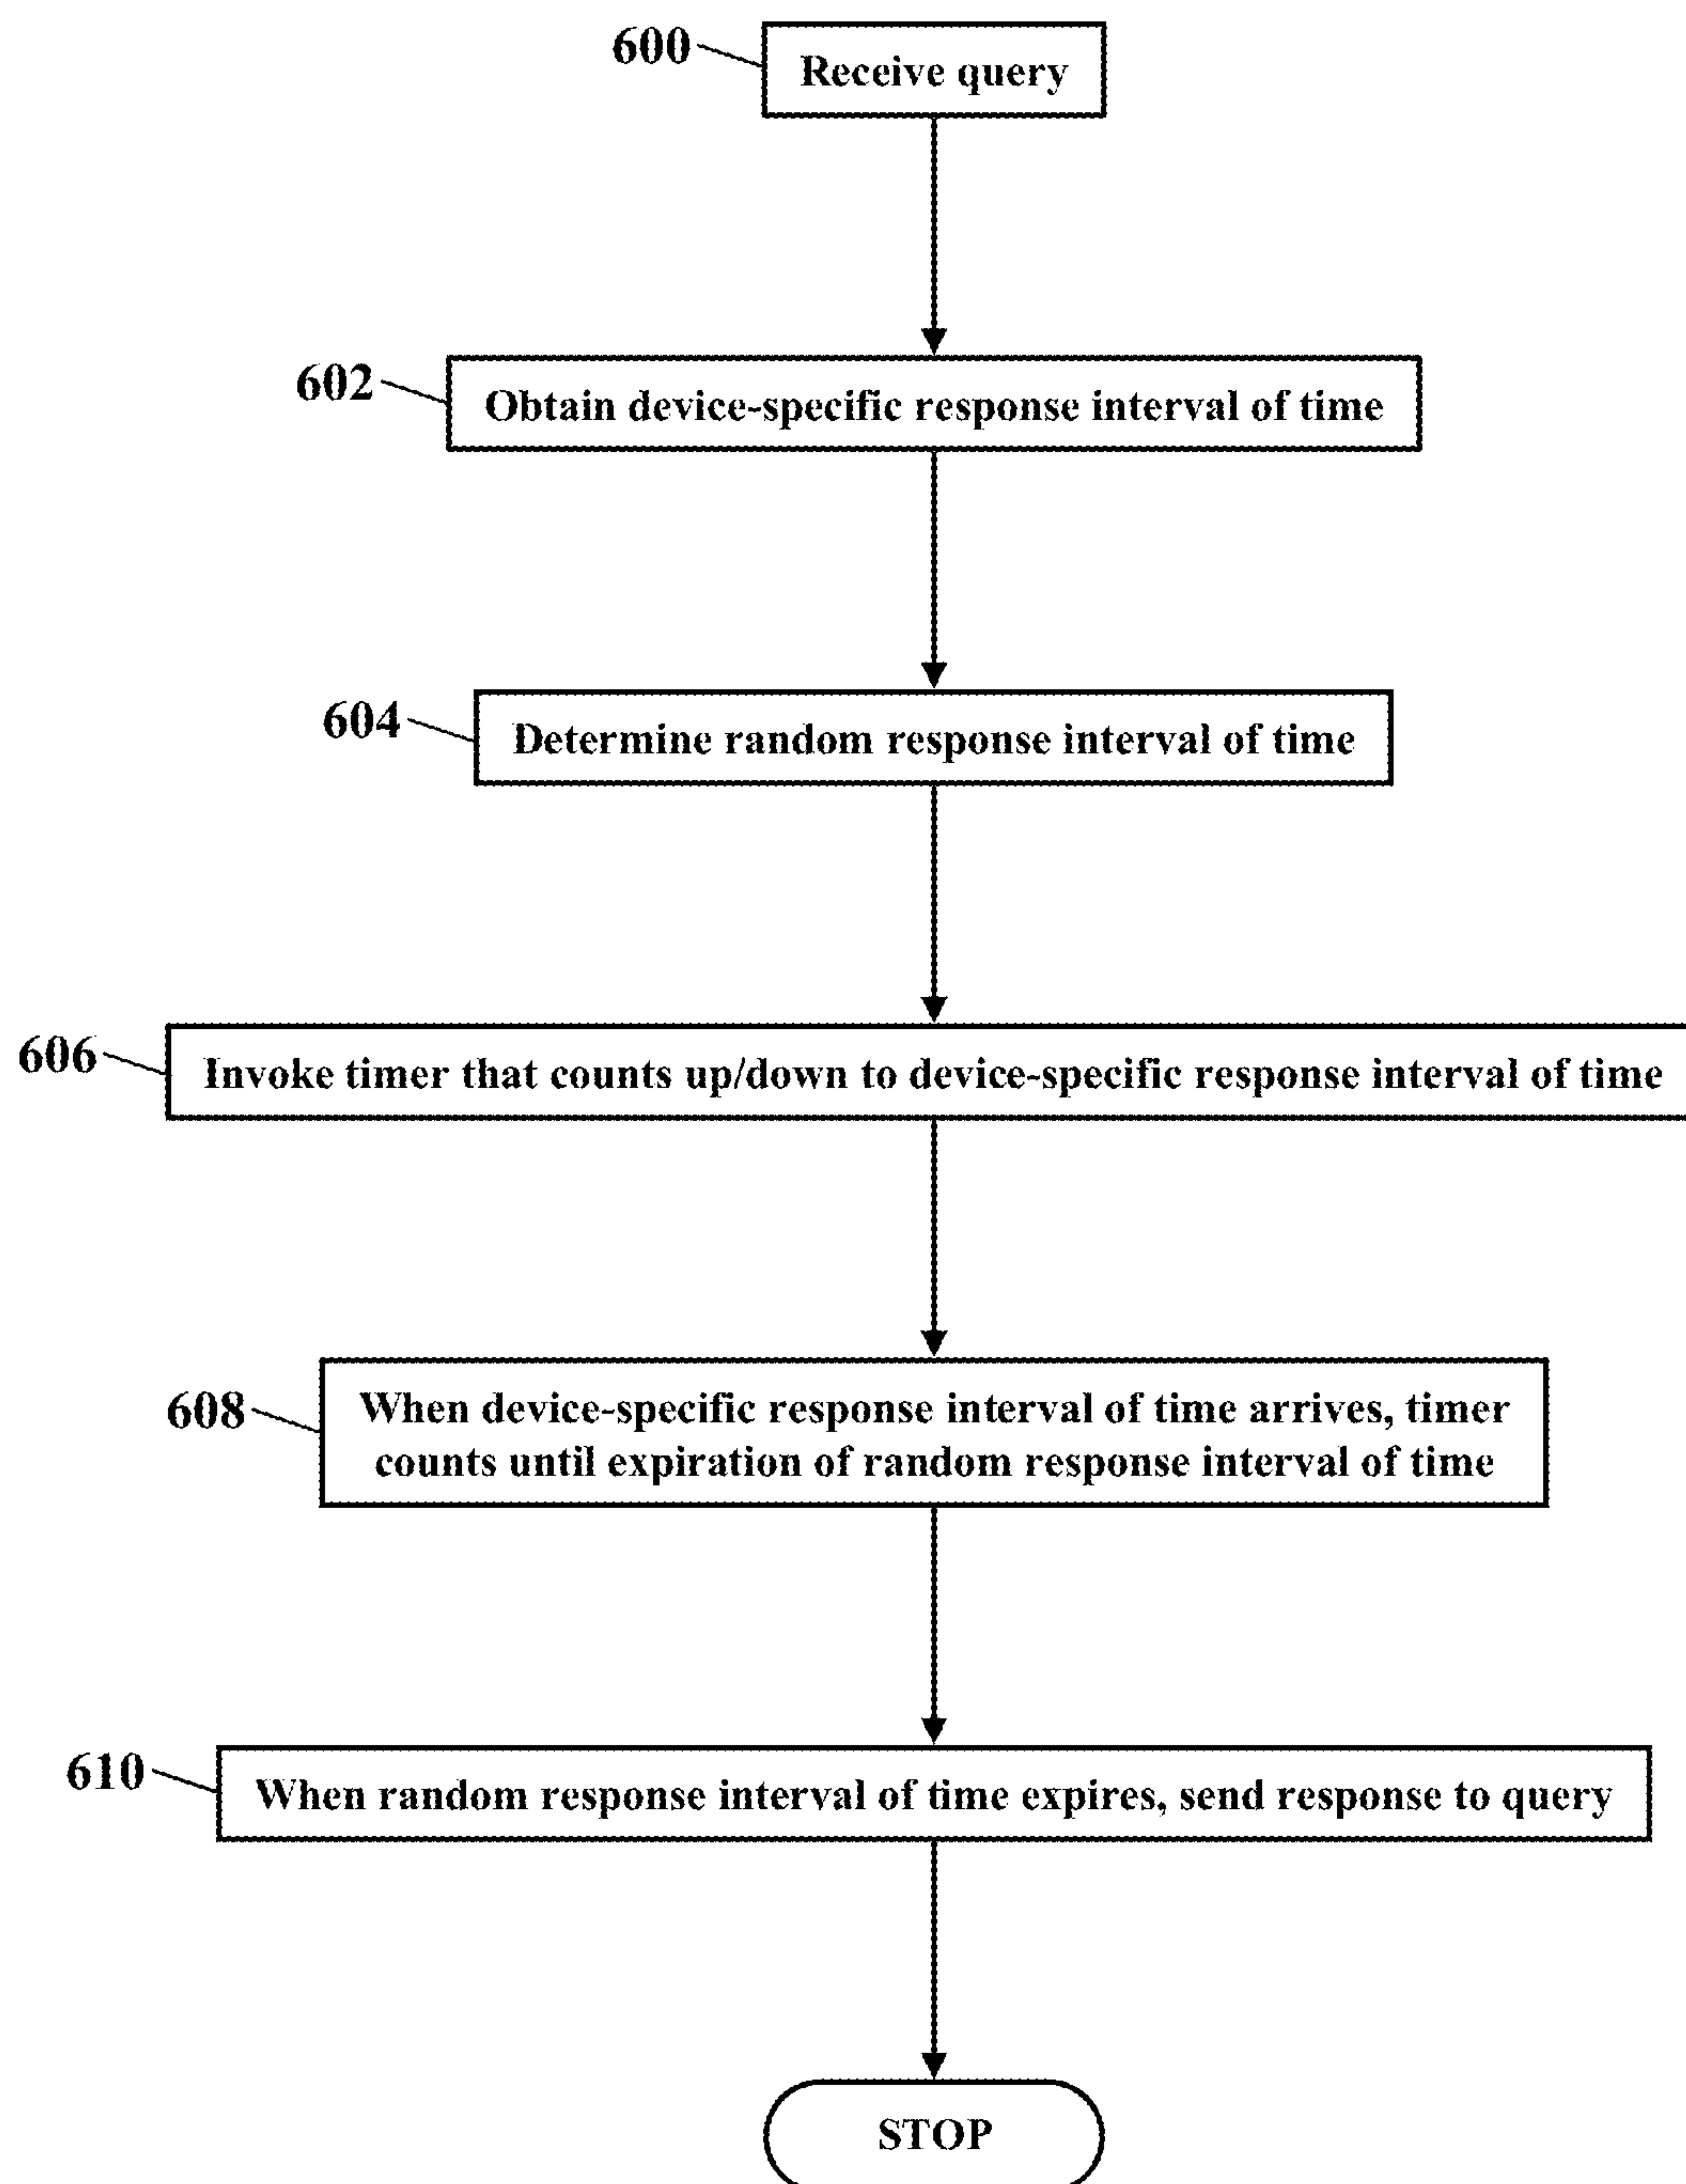 600
Receive query
602
Obtain device-specific response interval of time
604
Determine random response interval of time
606
Invoke timer that counts up/down to device-specific response interval of time
608
When device-specific response interval of time arrives, timer
counts until expiration of random response interval of time
610
When random response interval of time expires, send response to query
STOP